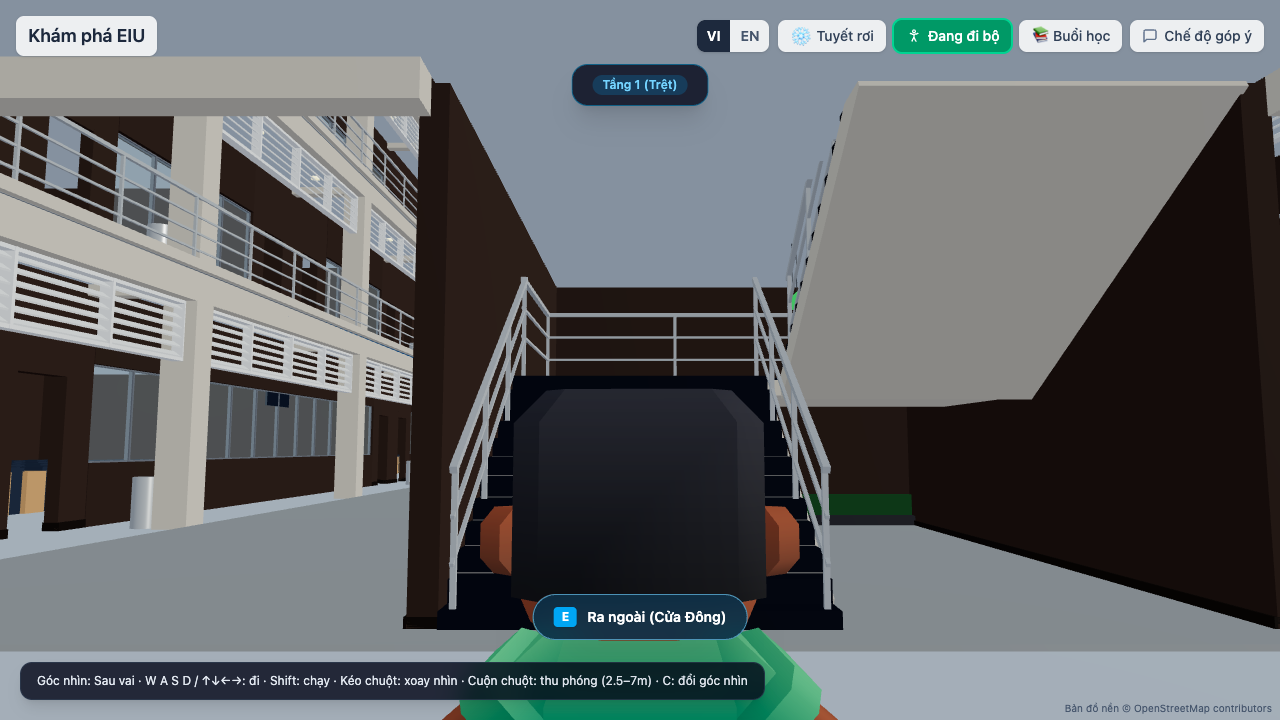 Khám phá EIU
VI
EN
Tuyết rơi
Đang đi bộ
Buổi học
Chế độ góp ý
Tầng 1 (Trệt)
E
Ra ngoài (Cửa Đông)
Góc nhìn: Sau vai · W A S D / ↑↓←→: đi · Shift: chạy · Kéo chuột: xoay nhìn · Cuộn chuột: thu phóng (2.5–7m) · C: đổi góc nhìn
Bản đồ nền © OpenStreetMap contributors